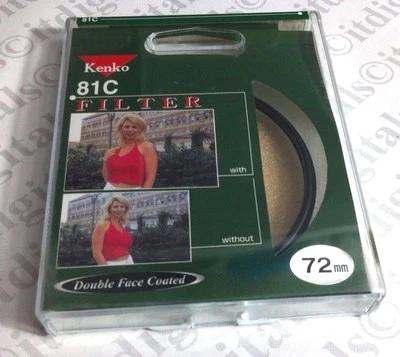 81C
Kenko
81C
FILTER
with
without
Double Face Coated
72mm